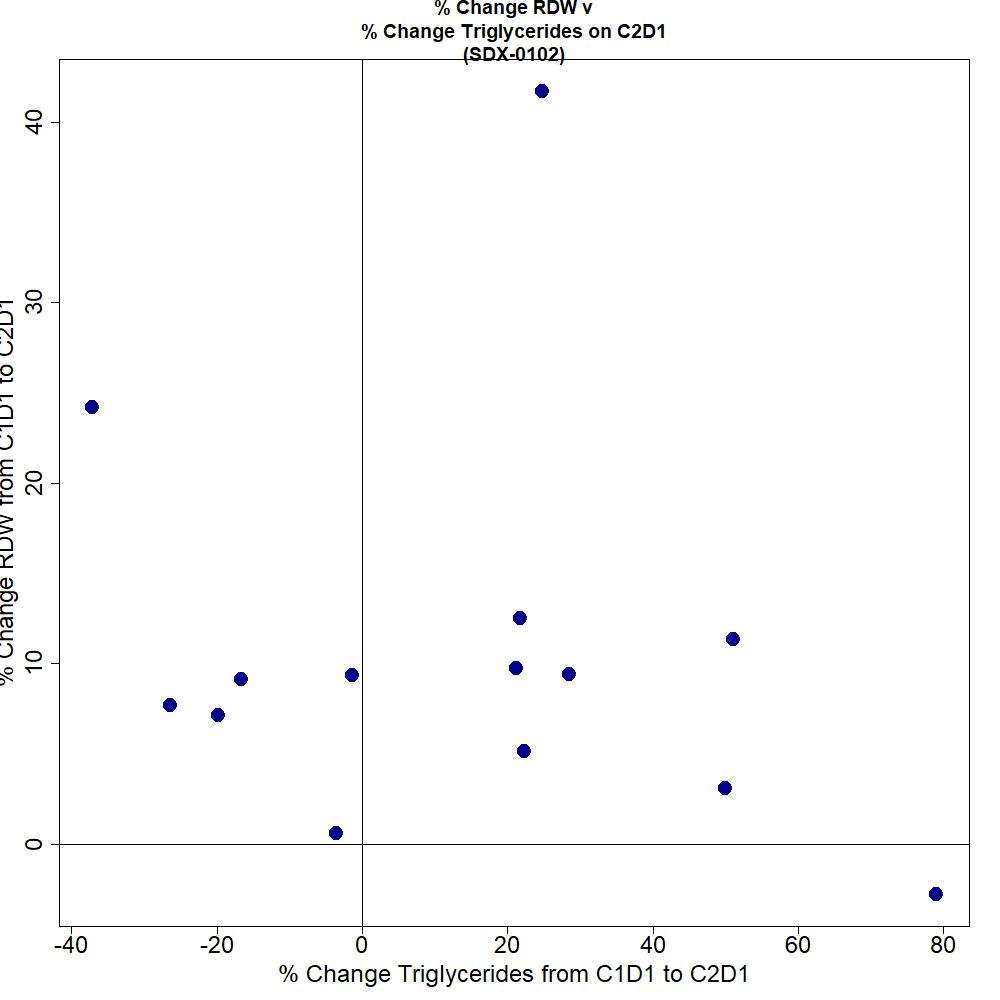 % Change RDW v
% Change Triglycerides on C2D1
(SDX-0102)
% Change RDW from C1D1 to C2D1
40
30
20
10
0
-40 -20 0 20 40 60 80
% Change Triglycerides from C1D1 to C2D1